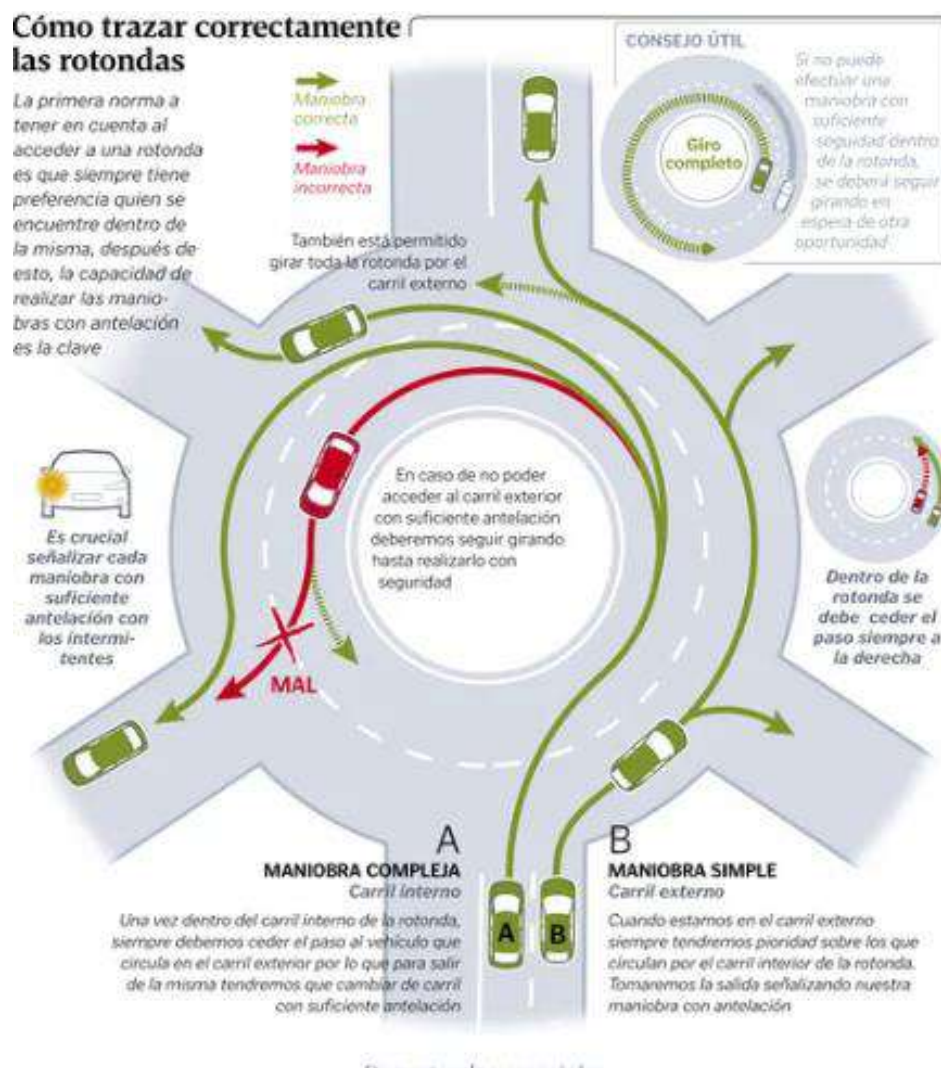 Cómo trazar correctamente
las rotondas
La primera norma a
tener en cuenta al
acceder a una rotonda
es que siempre tiene
preferencia quien se
encuentre dentro de
la misma, después de
esto, la capacidad de
realizar las manio-
bras con antelación
es la clave
Maniobra
correcta
Maniobra
incorrecta
CONSEJO ÚTIL
Giro
completo
Si no puede
efectuar una
maniobra con
suficiente
seguidad dentro
de la rotonda,
se deberá seguir
girando en
espera de otra
oportunidad
También está permitido
girar toda la rotonda por el
carril externo
Es crucial
señalizar cada
maniobra con
suficiente
antelación con
los intermi-
tentes
En caso de no poder
acceder al carril exterior
con suficiente antelación
deberemos seguir girando
hasta realizarlo con
seguridad
MAL
Dentro de la
rotonda se
debe ceder el
paso siempre a
la derecha
A
MANIOBRA COMPLEJA
Carril interno
Una vez dentro del carril interno de la rotonda,
siempre debemos ceder el paso al vehículo que
circula en el carril exterior por lo que para salir
de la misma tendremos que cambiar de carril
con suficiente antelación
A
B
B
MANIOBRA SIMPLE
Carril externo
Cuando estamos en el carril externo
siempre tendremos pioridad sobre los que
circulan por el carril interior de la rotonda.
Tomaremos la salida señalizando nuestra
maniobra con antelación